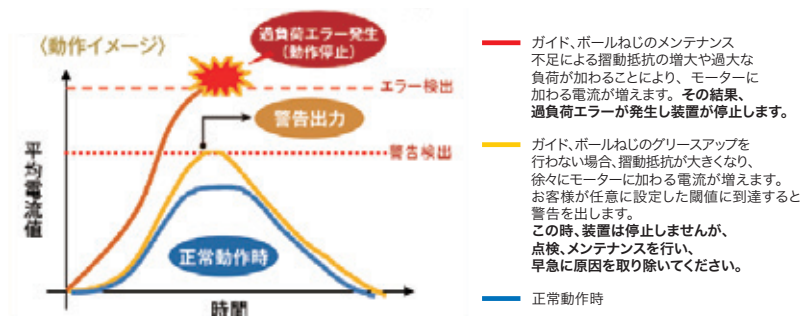 〈動作イメージ〉
過負荷エラー発生
(動作停止)
エラー検出
警告出力
警告検出
平均電流値
正常動作時
時間
ガイド、ボールねじのメンテナンス
不足による摺動抵抗の増大や過大な
負荷が加わることにより、モーターに
加わる電流が増えます。その結果、
過負荷エラーが発生し装置が停止します。
ガイド、ボールねじのグリースアップを
行わない場合、摺動抵抗が大きくなり、
徐々にモーターに加わる電流が増えます。
お客様が任意に設定した閾値に到達すると
警告を出します。
この時、装置は停止しませんが、
点検、メンテナンスを行い、
早急に原因を取り除いてください。
正常動作時